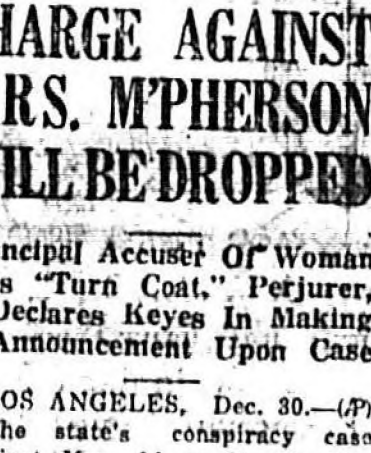 HARGE AGAINST
RS. M'PHERSON
ILL BE DROPPED
ncipal Accuser Of Woman
s "Turn Coat," Perjurer,
Declares Keyes In Making
Announcement Upon Case
OS ANGELES, Dec. 30.—(AP)
he state's conspiracy case